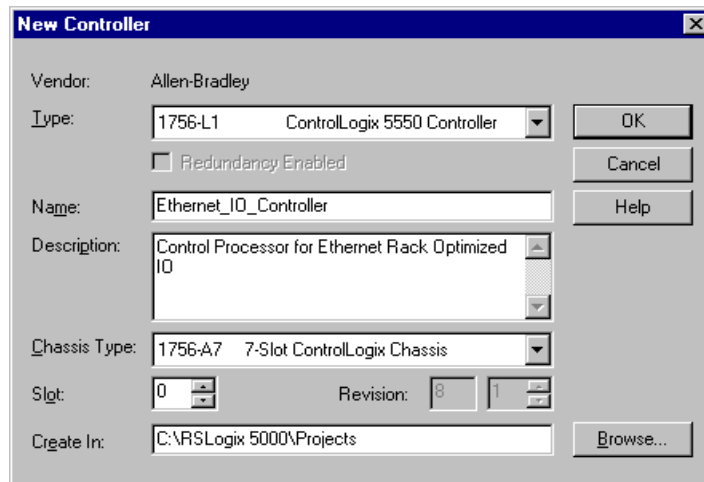 New Controller
Vendor: Allen-Bradley
Type: 1756-L1 ControlLogix 5550 Controller
OK
Redundancy Enabled
Cancel
Name: Ethernet_IO_Controller
Help
Description: Control Processor for Ethernet Rack Optimized
IO
Chassis Type: 1756-A7 7-Slot ControlLogix Chassis
Slot: 0 Revision: 8 1
Create In: C:\RSLogix 5000\Projects
Browse...